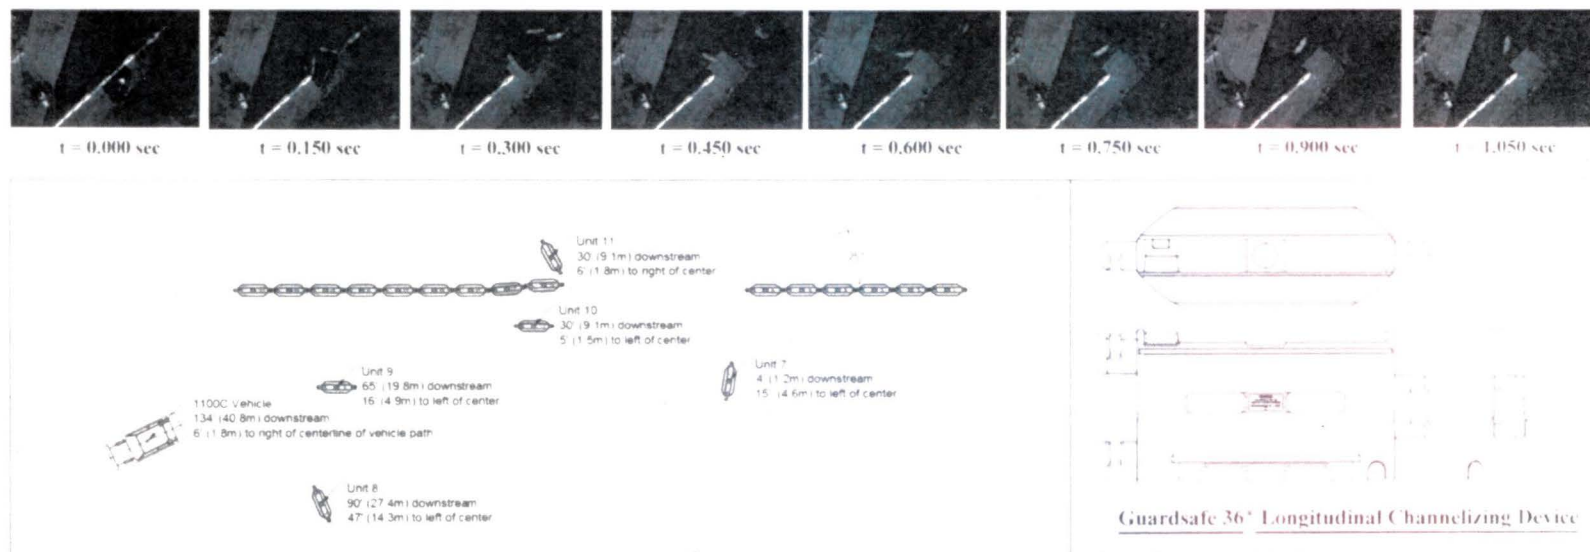 t = 0.000 sec
t = 0.150 sec
t = 0.300 sec
t = 0.450 sec
t = 0.600 sec
t = 0.750 sec
t = 0.900 sec
t = 1.050 sec
Unit 11
30' (9.1m) downstream
6' (1.8m) to right of center
Unit 10
30' (9.1m) downstream
5' (1.5m) to left of center
Unit 9
65' (19.8m) downstream
16' (4.9m) to left of center
Unit 7
4' (1.2m) downstream
15' (4.6m) to left of center
1100C Vehicle
134' (40.8m) downstream
6' (1.8m) to right of centerline of vehicle path
Unit 8
90' (27.4m) downstream
47' (14.3m) to left of center
Guardsafe 36" Longitudinal Channelizing Device